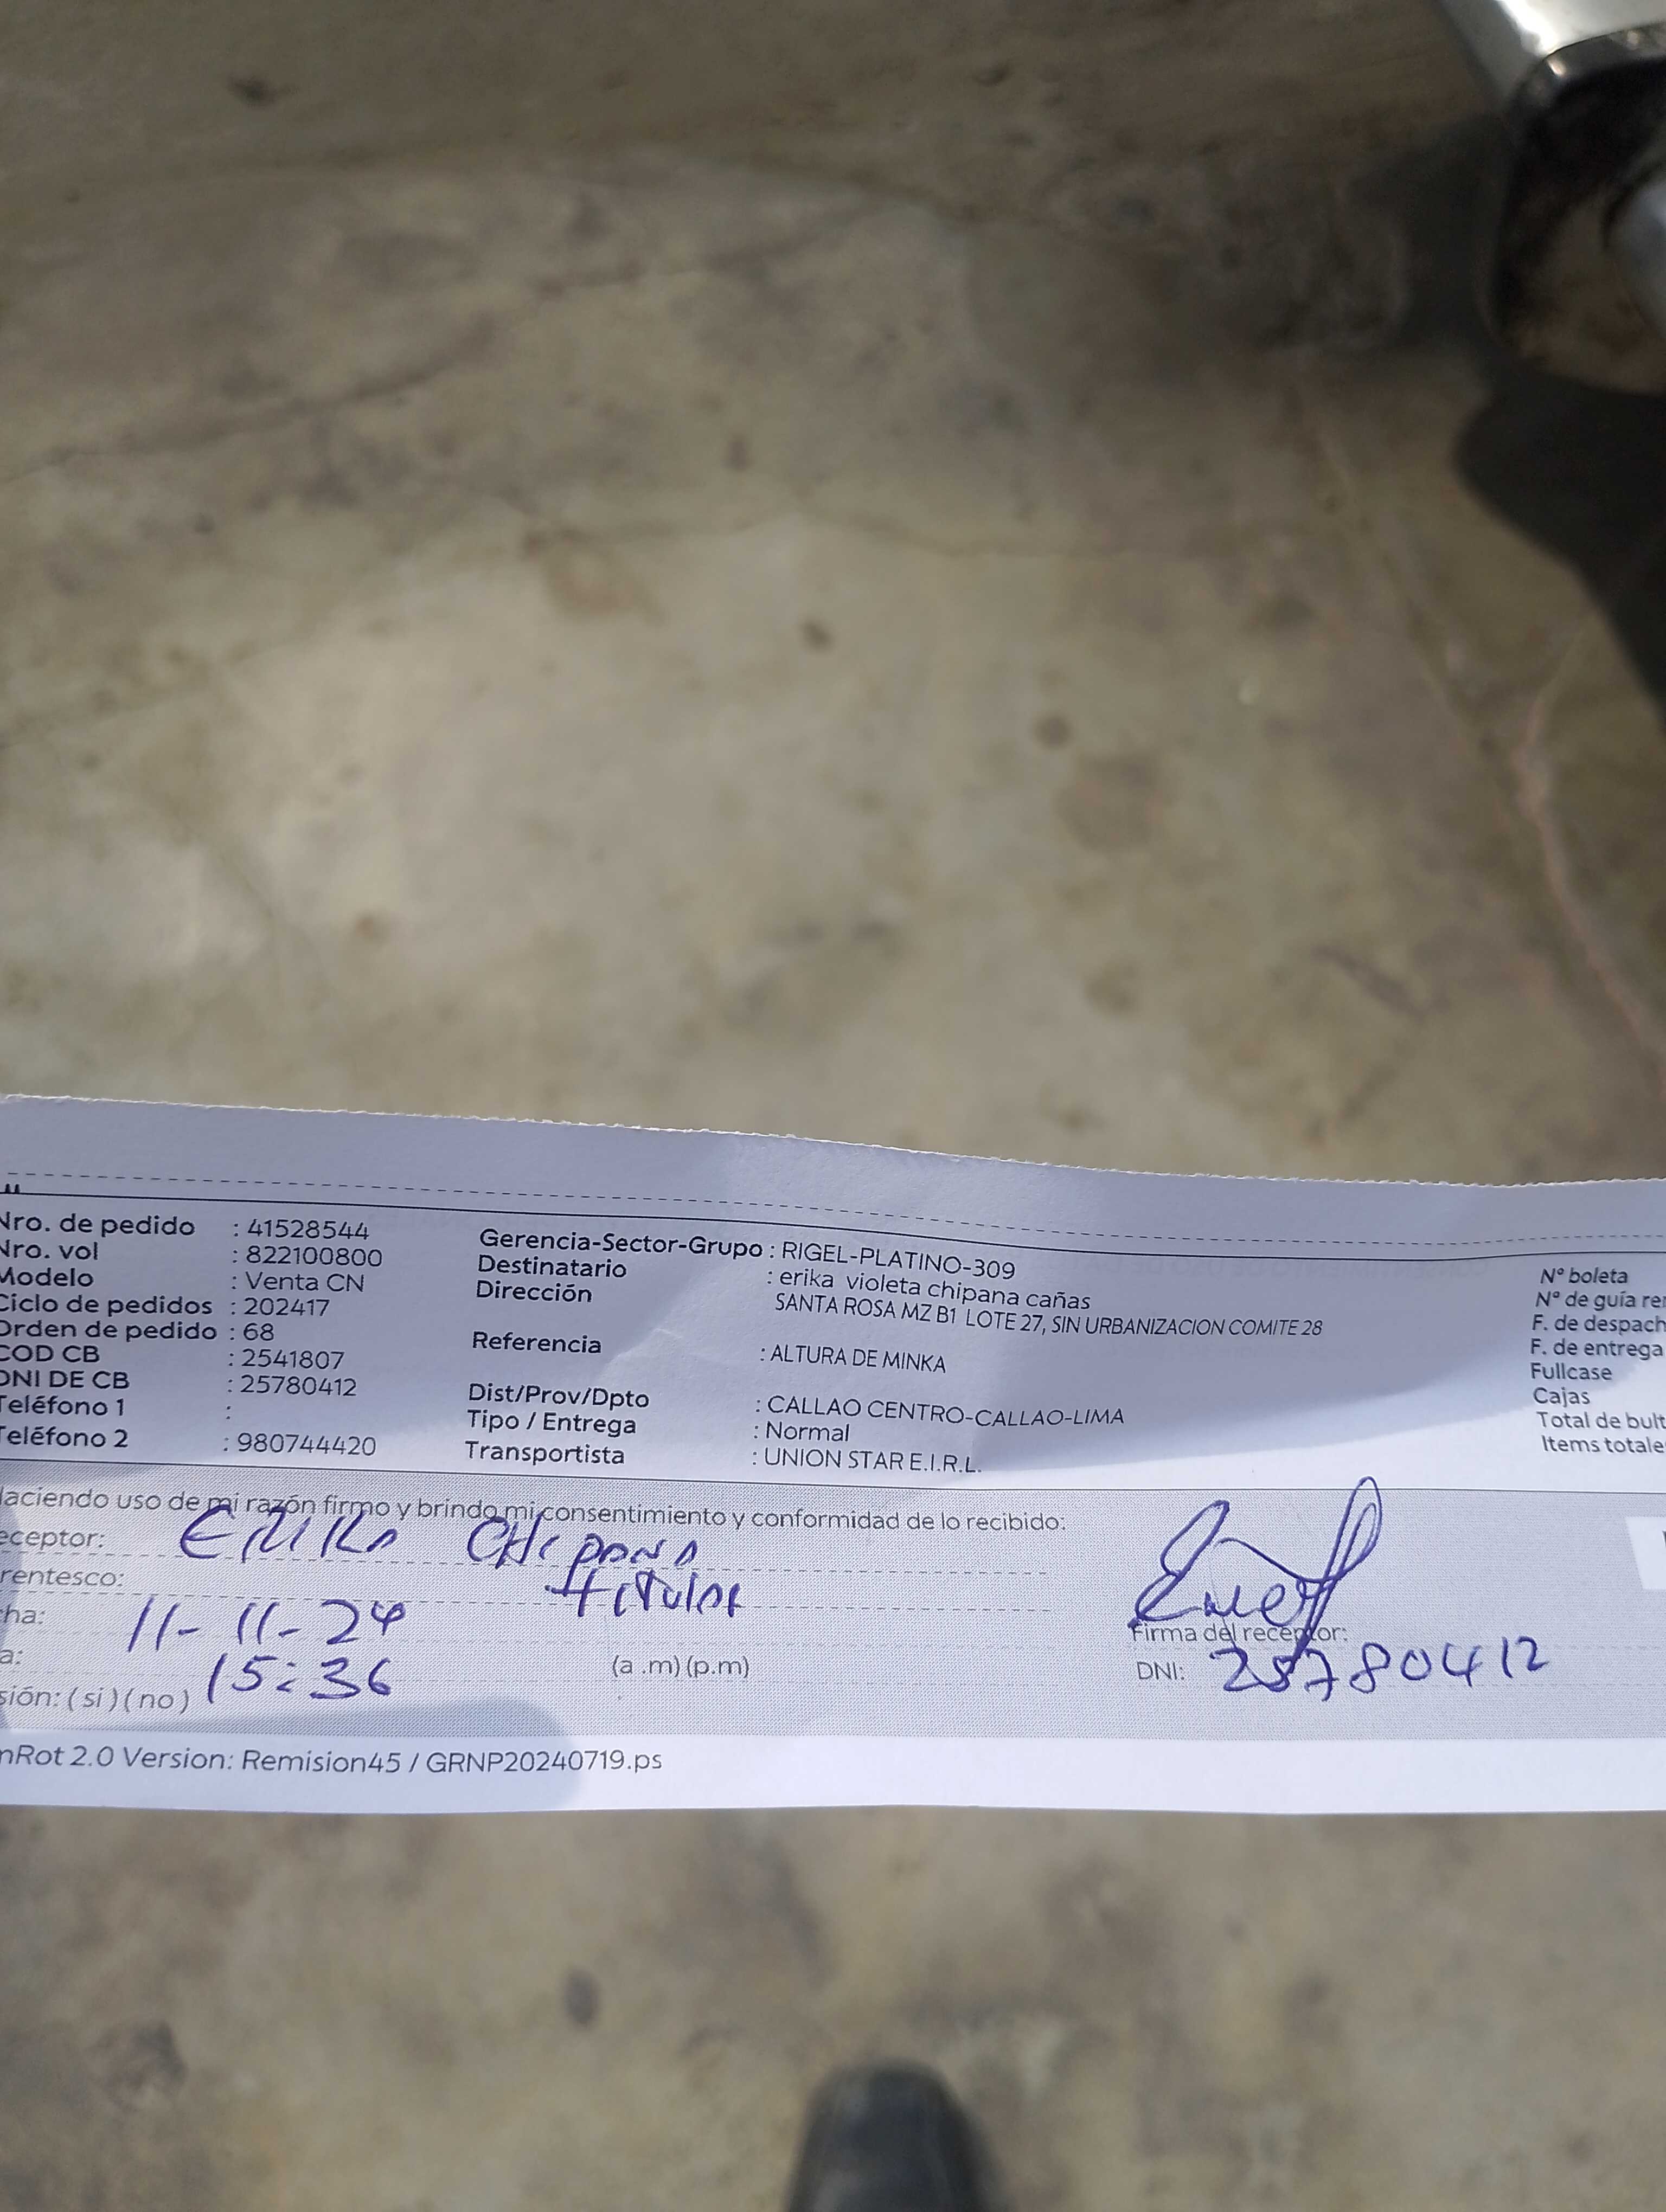 Nro. de pedido : 41528544
Nro. vol : 822100800
Modelo : Venta CN
Ciclo de pedidos : 202417
Orden de pedido : 68
COD CB : 2541807
DNI DE CB : 25780412
Teléfono 1 :
Teléfono 2 : 980744420
Gerencia-Sector-Grupo : RIGEL-PLATINO-309
Destinatario : erika violeta chipana cañas
Dirección SANTA ROSA MZ B1 LOTE 27, SIN URBANIZACION COMITE 28
Referencia : ALTURA DE MINKA
Dist/Prov/Dpto : CALLAO CENTRO-CALLAO-LIMA
Tipo / Entrega : Normal
Transportista : UNION STAR E.I.R.L.
N° boleta
N° de guía rem
F. de despach
F. de entrega
Fullcase
Cajas
Total de bult
Items totale
Haciendo uso de mi razón firmo y brindo mi consentimiento y conformidad de lo recibido:
eceptor: ERIKA CHIPANA
rentesco: titular
ha: 11-11-24
a: 15:36 (a .m) (p.m)
sión: ( si ) ( no )
Firma del receptor:
DNI: 25780412
nRot 2.0 Version: Remision45 / GRNP20240719.ps